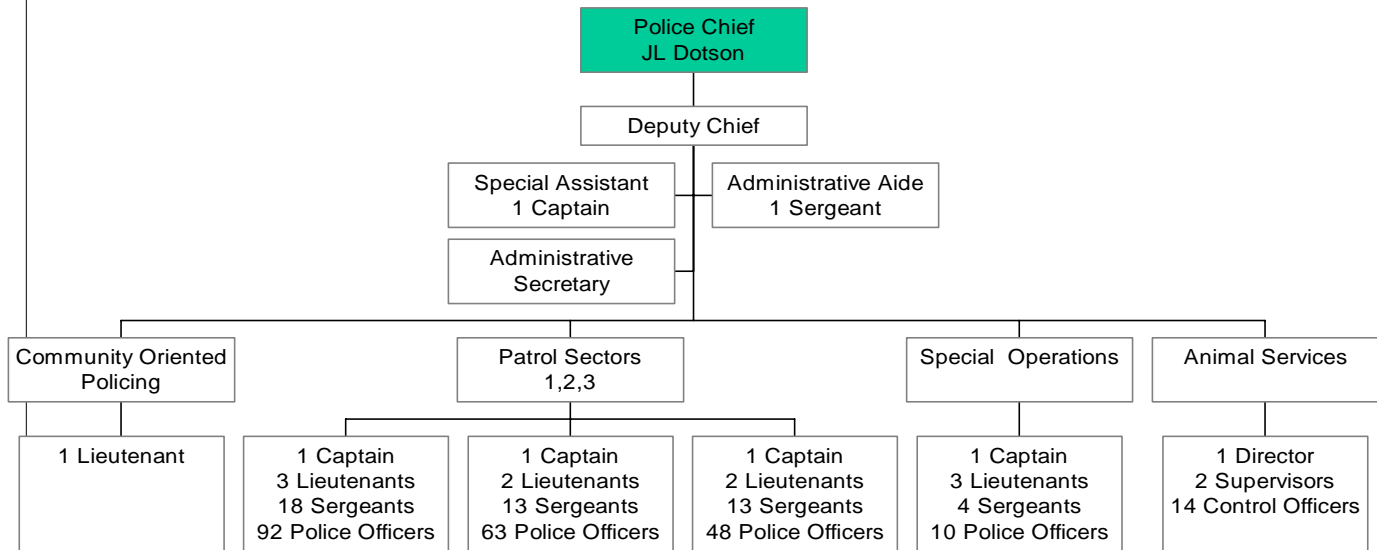 Police Chief
JL Dotson
Deputy Chief
Special Assistant
1 Captain
Administrative Aide
1 Sergeant
Administrative
Secretary
Community Oriented
Policing
Patrol Sectors
1,2,3
Special Operations
Animal Services
1 Lieutenant
1 Captain
3 Lieutenants
18 Sergeants
92 Police Officers
1 Captain
2 Lieutenants
13 Sergeants
63 Police Officers
1 Captain
2 Lieutenants
13 Sergeants
48 Police Officers
1 Captain
3 Lieutenants
4 Sergeants
10 Police Officers
1 Director
2 Supervisors
14 Control Officers